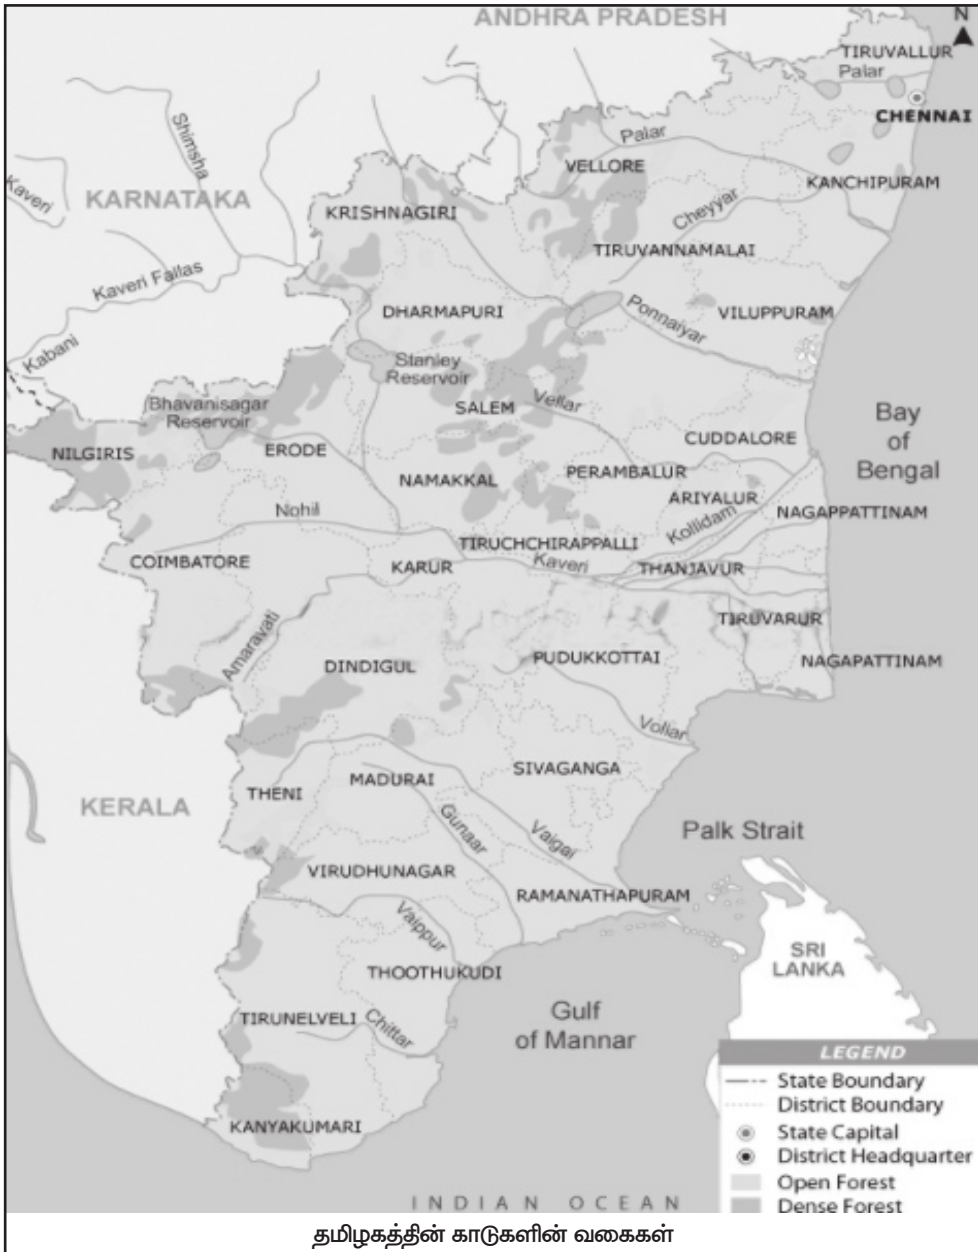 ANDHRA PRADESH
N
TIRUVALLUR
Palar
CHENNAI
Shimsha
Palar
VELLORE
Kaveri
KARNATAKA
KANCHIPURAM
KRISHNAGIRI
Cheyyar
TIRUVANNAMALAI
Kaveri Fallas
DHARMAPURI
Ponnaiyar
VILUPPURAM
Kabani
Stanley
Reservoir
Bhavanisagar
Reservoir
SALEM
Vellar
Bay
of
Bengal
NILGIRIS
ERODE
CUDDALORE
NAMAKKAL
PERAMBALUR
ARIYALUR
Nohil
Kollidam
NAGAPPATTINAM
TIRUCHCHIRAPPALLI
COIMBATORE
KARUR
Kaveri
THANJAVUR
Amaravati
TIRUVARUR
DINDIGUL
PUDUKKOTTAI
NAGAPATTINAM
Vollar
THENI
MADURAI
SIVAGANGA
KERALA
Gunaar
Vaigai
Palk Strait
VIRUDHUNAGAR
RAMANATHAPURAM
Vaippur
THOOTHUKUDI
SRI
LANKA
TIRUNELVELI
Chittar
Gulf
of Mannar
KANYAKUMARI
LEGEND
State Boundary
District Boundary
State Capital
District Headquarter
Open Forest
Dense Forest
INDIAN OCEAN
தமிழகத்தின் காடுகளின் வகைகள்